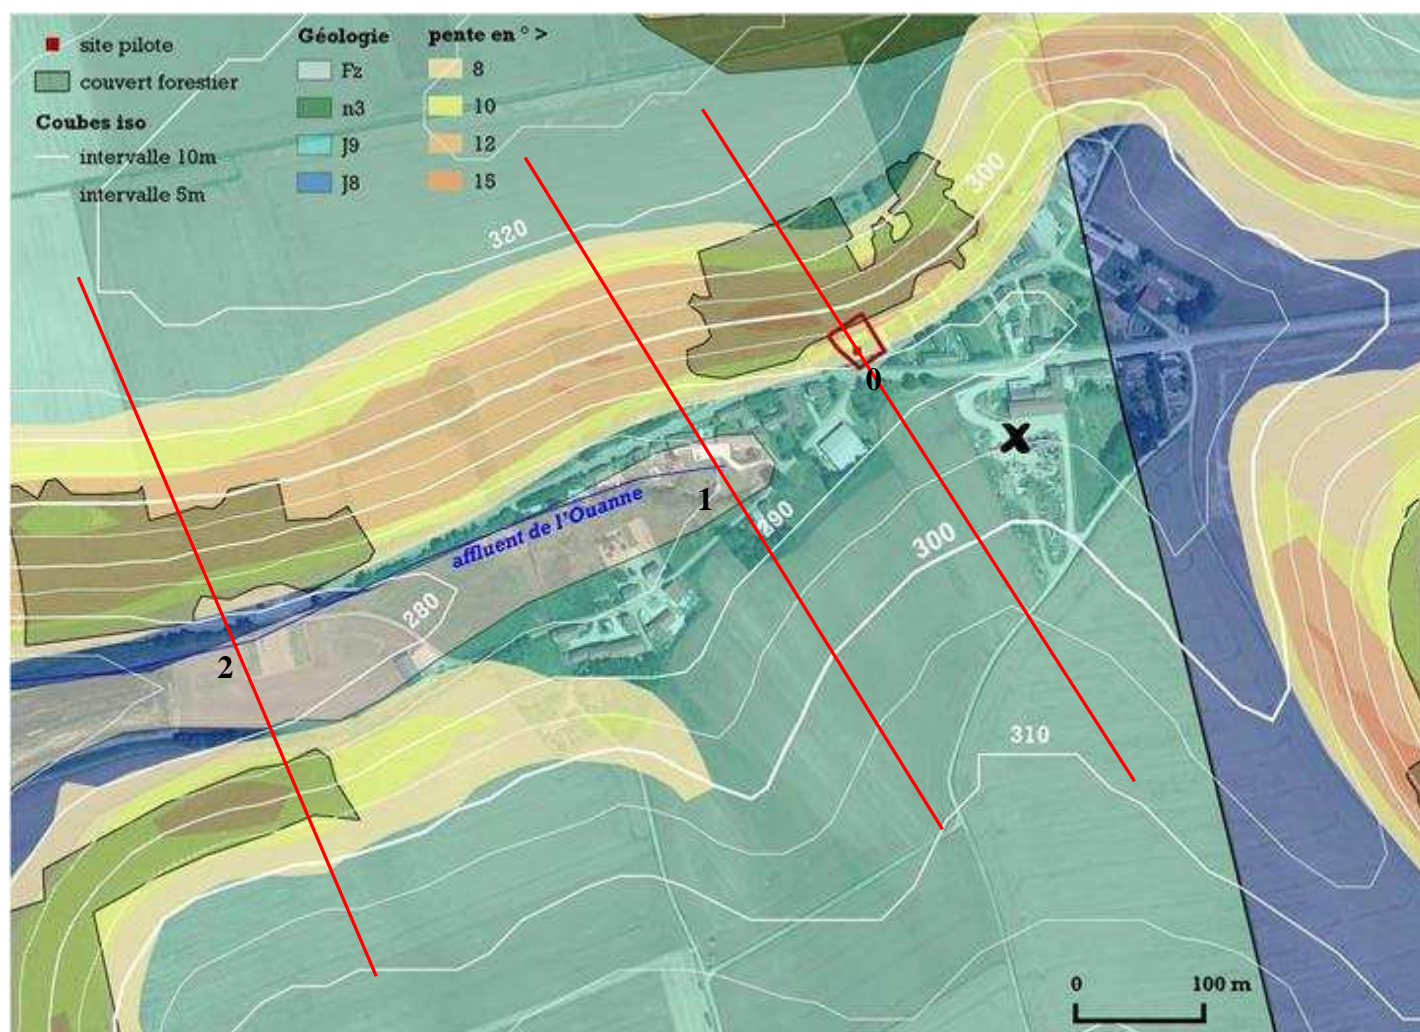 site pilote
couvert forestier
Coubes iso
intervalle 10m
intervalle 5m
Géologie
Fz
n3
J9
J8
pente en ° >
8
10
12
15
320
300
0
X
1
290
affluent de l'Ouanne
300
280
2
310
0 100 m